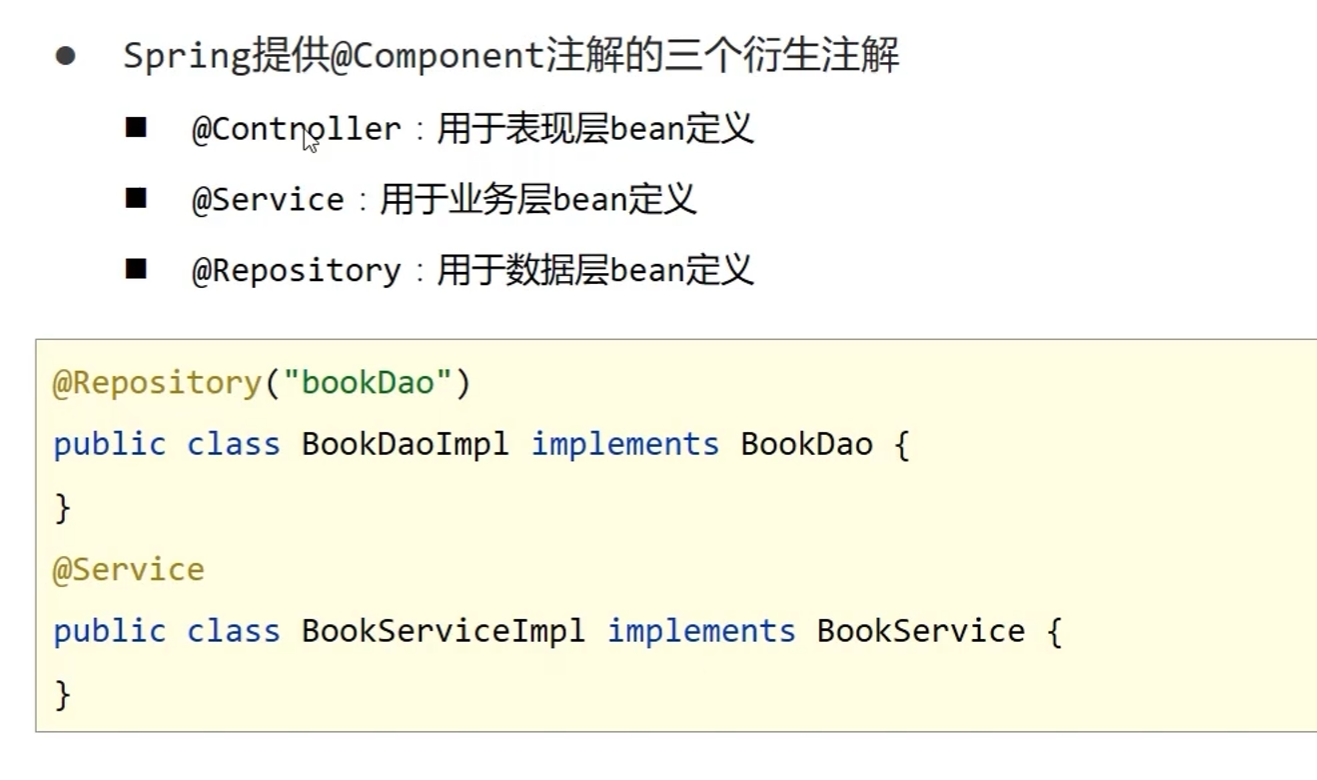 ● Spring提供@Component注解的三个衍生注解
■ @Controller：用于表现层bean定义
■ @Service：用于业务层bean定义
■ @Repository：用于数据层bean定义
@Repository("bookDao")
public class BookDaoImpl implements BookDao {
}
@Service
public class BookServiceImpl implements BookService {
}